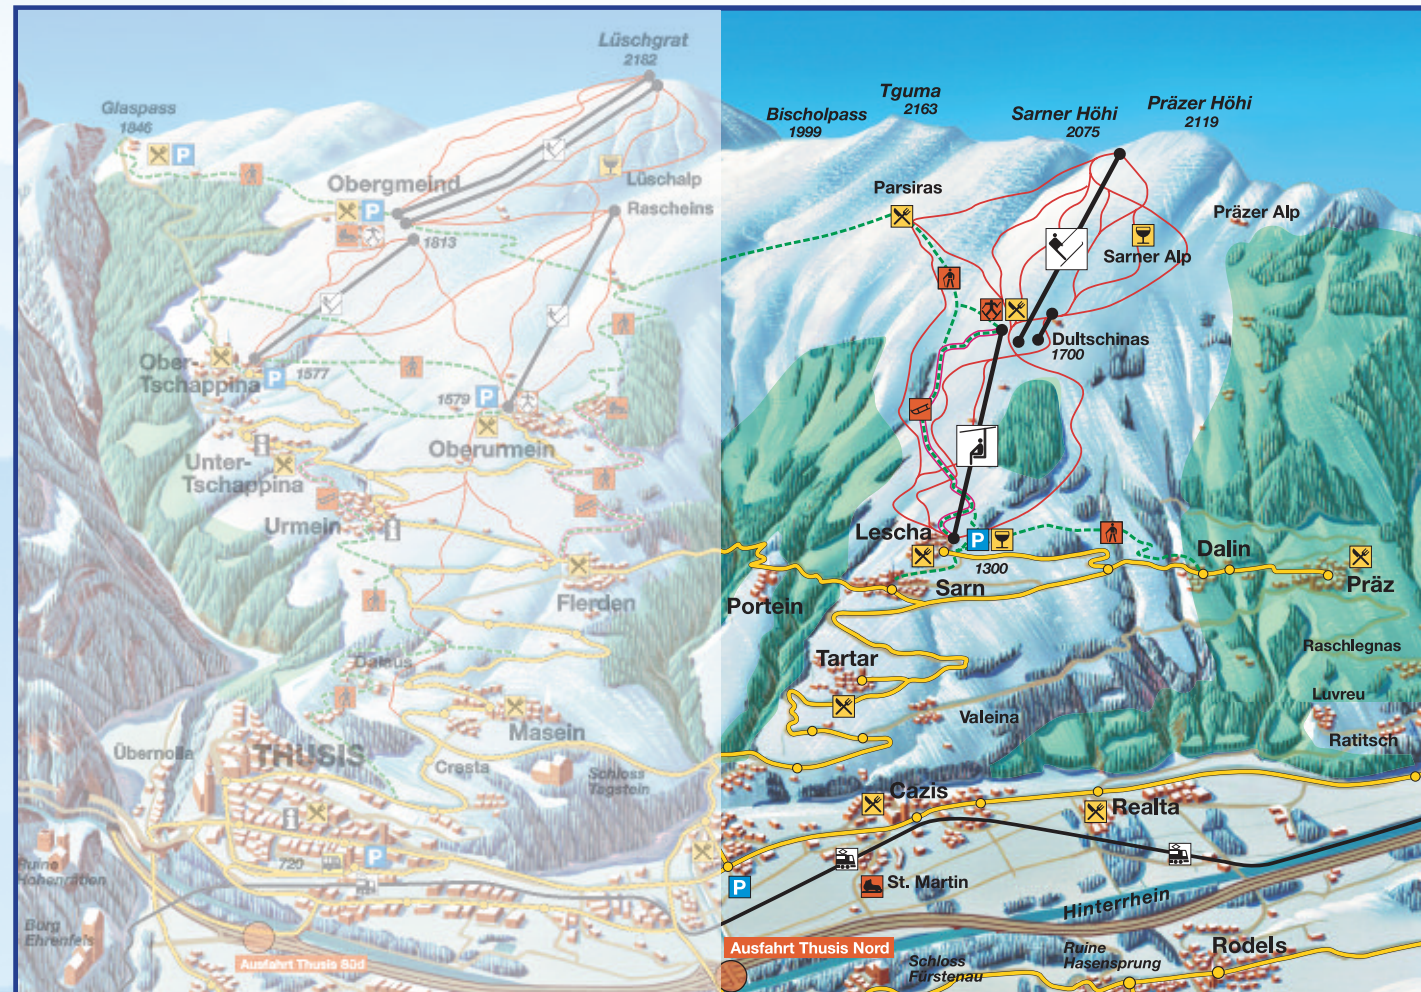 Lüschgrat
2182
Glaspass
1846
P
Obergmeind
P
Lüschalp
Rascheins
1813
Ober-
Tschappina
P
1577
1579
P
Oberurmein
Unter-
Tschappina
Urmein
Flerden
Dalaus
Masein
Übernolla
THUSIS
Cresta
Schloss
Tagstein
720
P
Ruine
Hohenrätien
Burg
Ehrenfels
Ausfahrt Thusis Süd
Tguma
2163
Bischolpass
1999
Sarner Höhi
2075
Präzer Höhi
2119
Parsiras
Präzer Alp
Sarner Alp
Dultschinas
1700
Lescha
P
1300
Dalin
Präz
Sarn
Portein
Raschlegnas
Tartar
Luvreu
Valeina
Ratitsch
Cazis
Realta
P
St. Martin
Hinterrhein
Ausfahrt Thusis Nord
Schloss
Fürstenau
Ruine
Hasensprung
Rodels